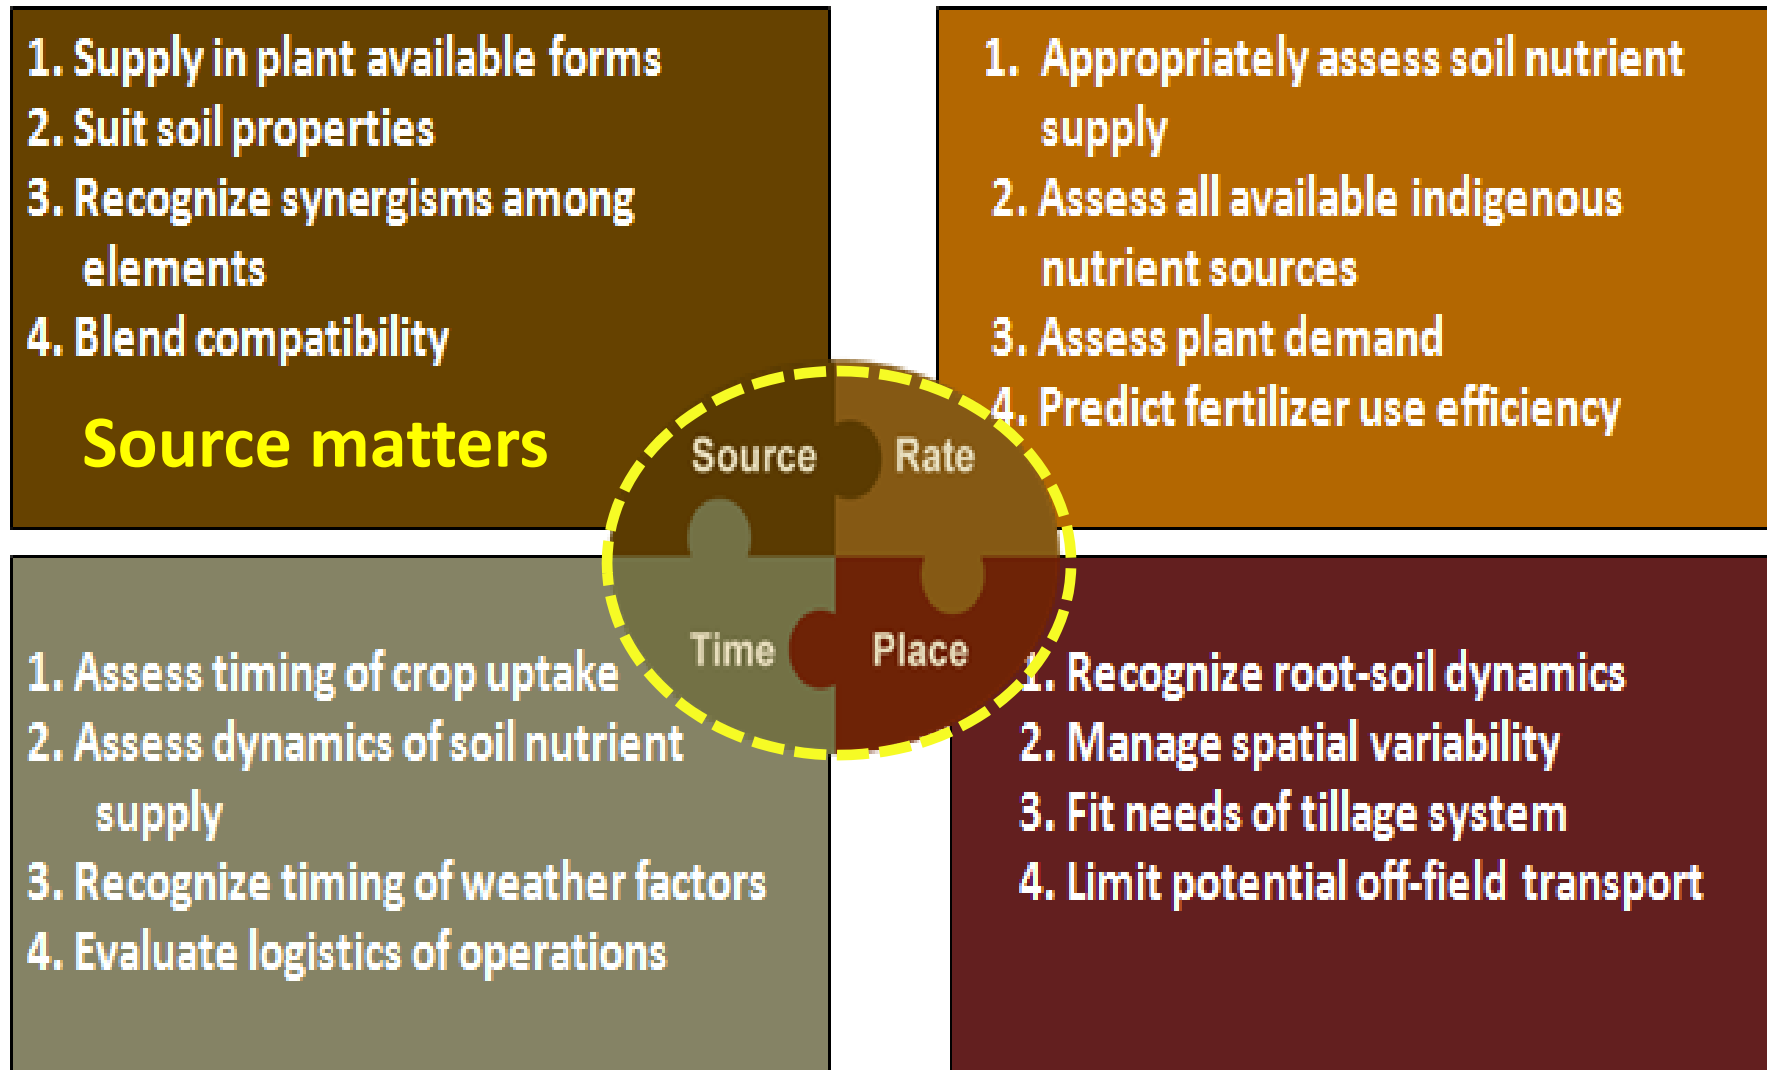 1. Supply in plant available forms
2. Suit soil properties
3. Recognize synergisms among
elements
4. Blend compatibility
Source matters
1. Appropriately assess soil nutrient
supply
2. Assess all available indigenous
nutrient sources
3. Assess plant demand
4. Predict fertilizer use efficiency
Source
Rate
Time
Place
1. Assess timing of crop uptake
2. Assess dynamics of soil nutrient
supply
3. Recognize timing of weather factors
4. Evaluate logistics of operations
1. Recognize root-soil dynamics
2. Manage spatial variability
3. Fit needs of tillage system
4. Limit potential off-field transport